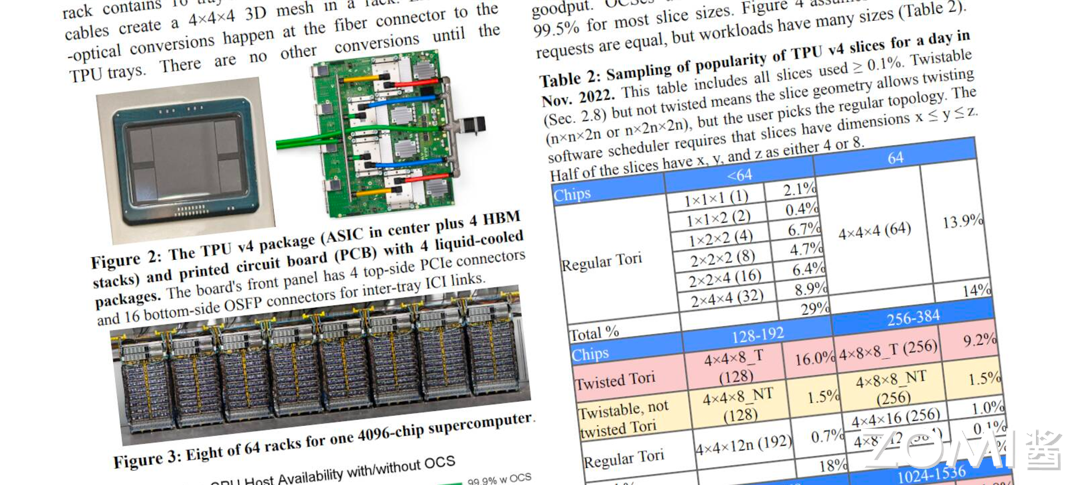 rack contains 16
cables create a 4×4×4 3D mesh in a rack.
-optical conversions happen at the fiber connector to the
TPU trays. There are no other conversions until the
Figure 2: The TPU v4 package (ASIC in center plus 4 HBM
stacks) and printed circuit board (PCB) with 4 liquid-cooled
packages. The board's front panel has 4 top-side PCIe connectors
and 16 bottom-side OSFP connectors for inter-tray ICI links.
Figure 3: Eight of 64 racks for one 4096-chip supercomputer.
Host Availability with/without OCS
99.9% w OCS
goodput.
99.5% for most slice sizes. Figure 4
requests are equal, but workloads have many sizes (Table 2).
Table 2: Sampling of popularity of TPU v4 slices for a day in
Nov. 2022. This table includes all slices used ≥ 0.1%. Twistable
(Sec. 2.8) but not twisted means the slice geometry allows twisting
(n×n×2n or n×2n×2n), but the user picks the regular topology. The
software scheduler requires that slices have dimensions x ≤ y ≤ z.
Half of the slices have x, y, and z as either 4 or 8.
Chips <64 64
Regular Tori
1×1×1 (1) 2.1%
1×1×2 (2) 0.4%
1×2×2 (4) 6.7%
2×2×2 (8) 4.7%
2×2×4 (16) 6.4%
2×4×4 (32) 8.9%
4×4×4 (64) 13.9%
Total % 29% 14%
Chips 128-192 256-384
Twisted Tori 4×4×8_T 16.0% 4×8×8_T (256) 9.2%
(128)
Twistable, not 4×4×8_NT 1.5% 4×8×8_NT 1.5%
twisted Tori (128) (256)
Regular Tori 4×4×12n (192) 0.7% 4×4×16 (256) 1.0%
0.1%
18%
1024-1536
ZOMI酱